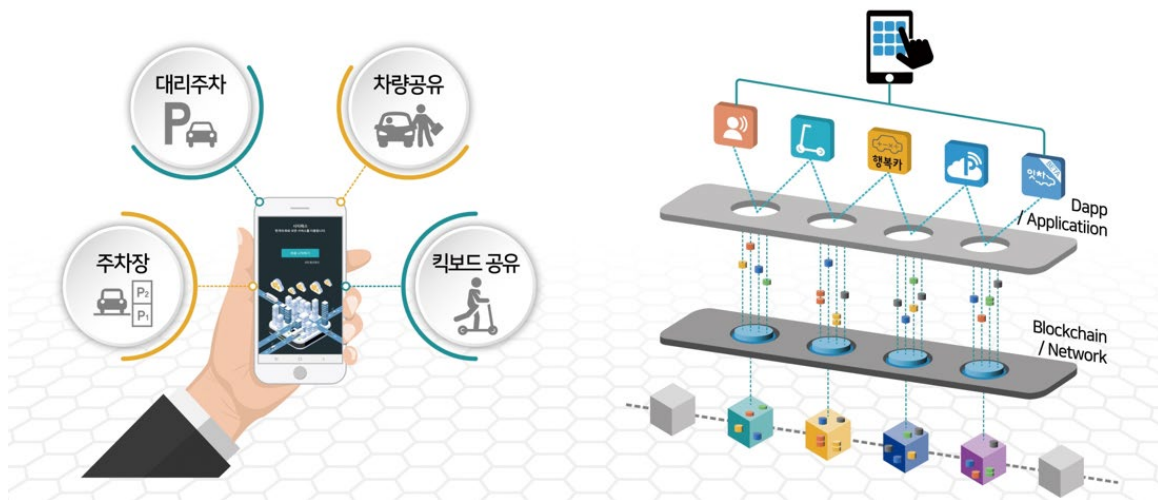 대리주차
P
차량공유
주차장
P2
P1
킥보드 공유
행복카
P
잇차
Dapp
/ Applicatiion
Blockchain
/ Network